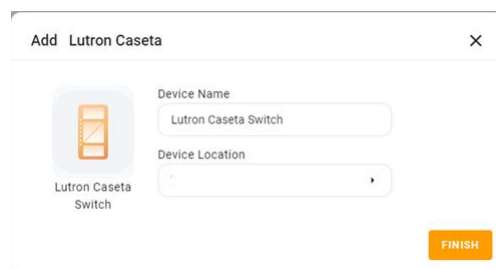 Add Lutron Caseta
Device Name
Lutron Caseta Switch
Device Location
Lutron Caseta
Switch
FINISH